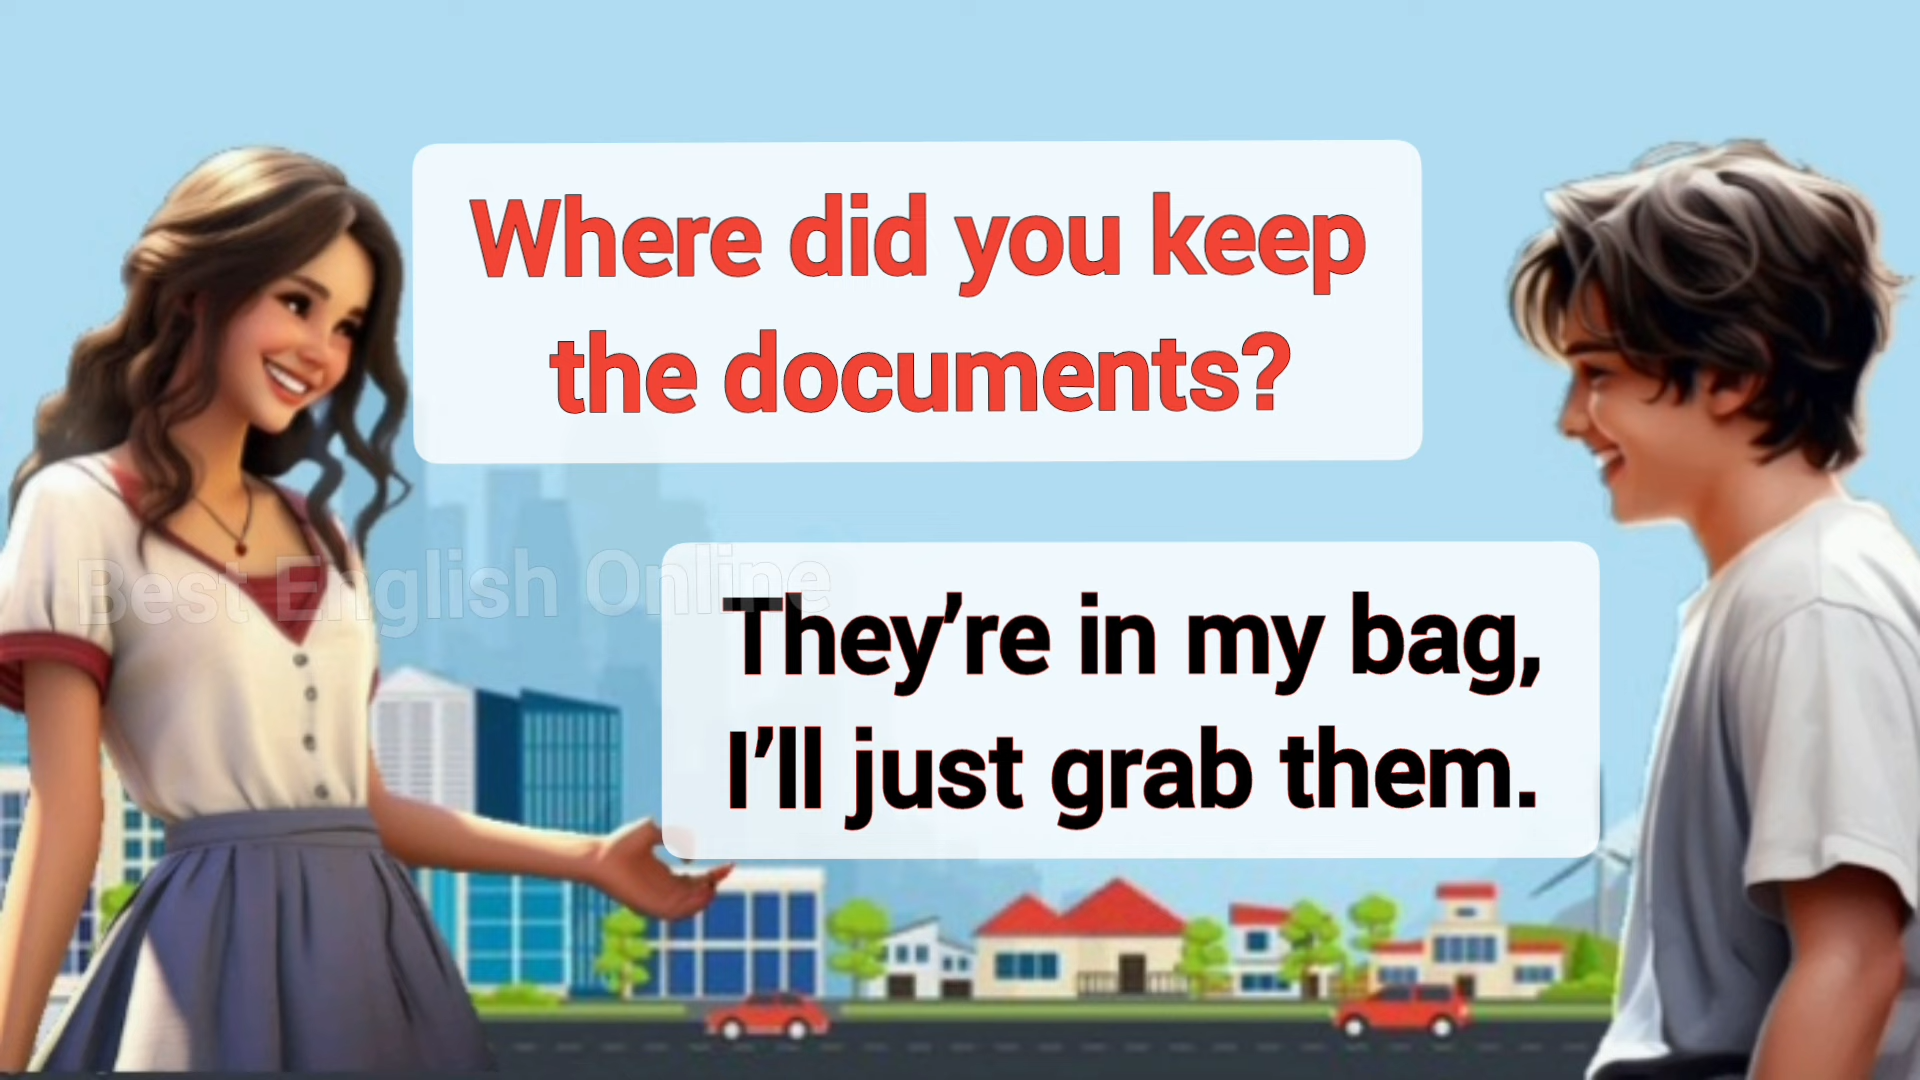 Where did you keep
the documents?
Best English Online
They’re in my bag,
I’ll just grab them.